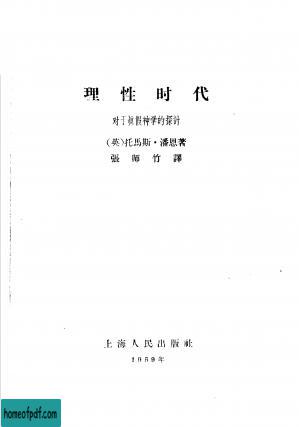 理性时代
对于真假神学的探討
(英)托馬斯·潘恩著
張師竹譯
上海人民出版社
1959年
homeofpdf.com
homeofpdf.com